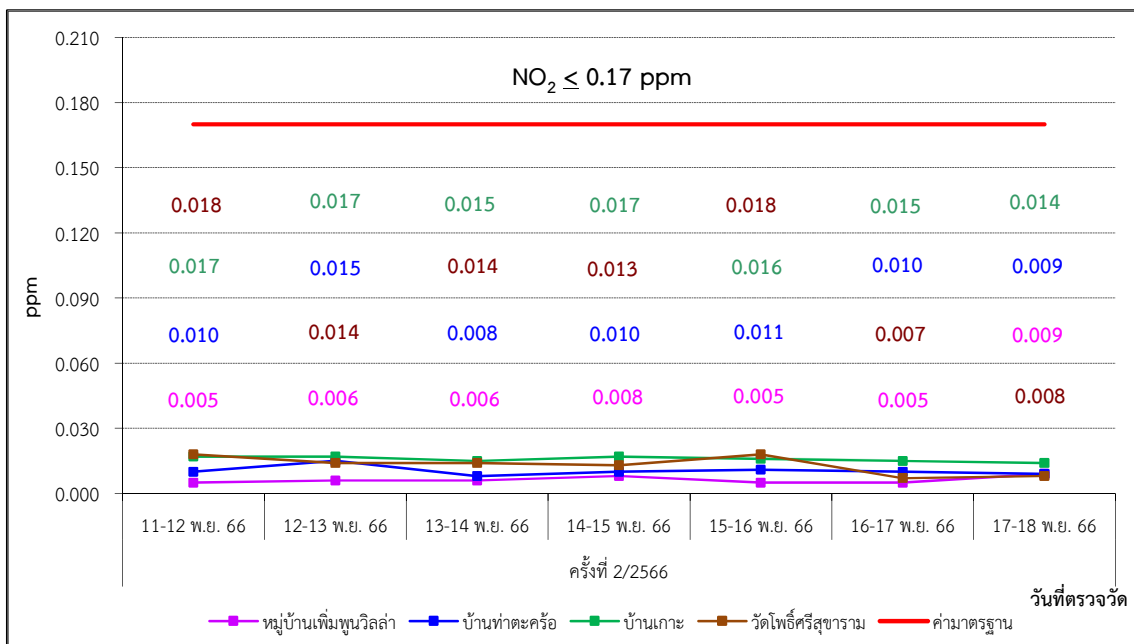 NO₂ ≤ 0.17 ppm
ppm
0.210
0.180
0.150
0.120
0.090
0.060
0.030
0.000
0.018 0.017 0.015 0.017 0.018 0.015 0.014
0.017 0.015 0.014 0.013 0.016 0.010 0.009
0.010 0.014 0.008 0.010 0.011 0.007 0.009
0.005 0.006 0.006 0.008 0.005 0.005 0.008
11-12 พ.ย. 66 12-13 พ.ย. 66 13-14 พ.ย. 66 14-15 พ.ย. 66 15-16 พ.ย. 66 16-17 พ.ย. 66 17-18 พ.ย. 66
ครั้งที่ 2/2566
วันที่ตรวจวัด
หมู่บ้านเพิ่มพูนวิลล่า บ้านท่าตะคร้อ บ้านเกาะ วัดโพธิ์ศรีสุขาราม ค่ามาตรฐาน